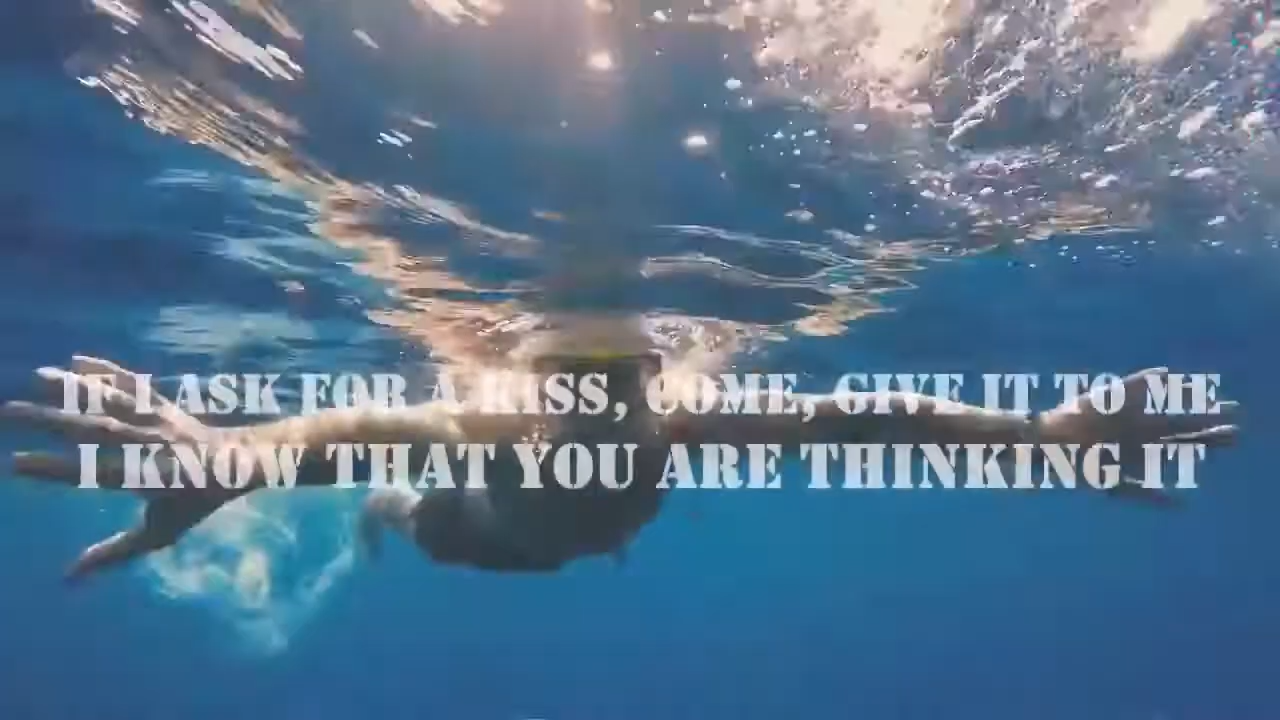 IF I ASK FOR A KISS, COME, GIVE IT TO ME
I KNOW THAT YOU ARE THINKING IT